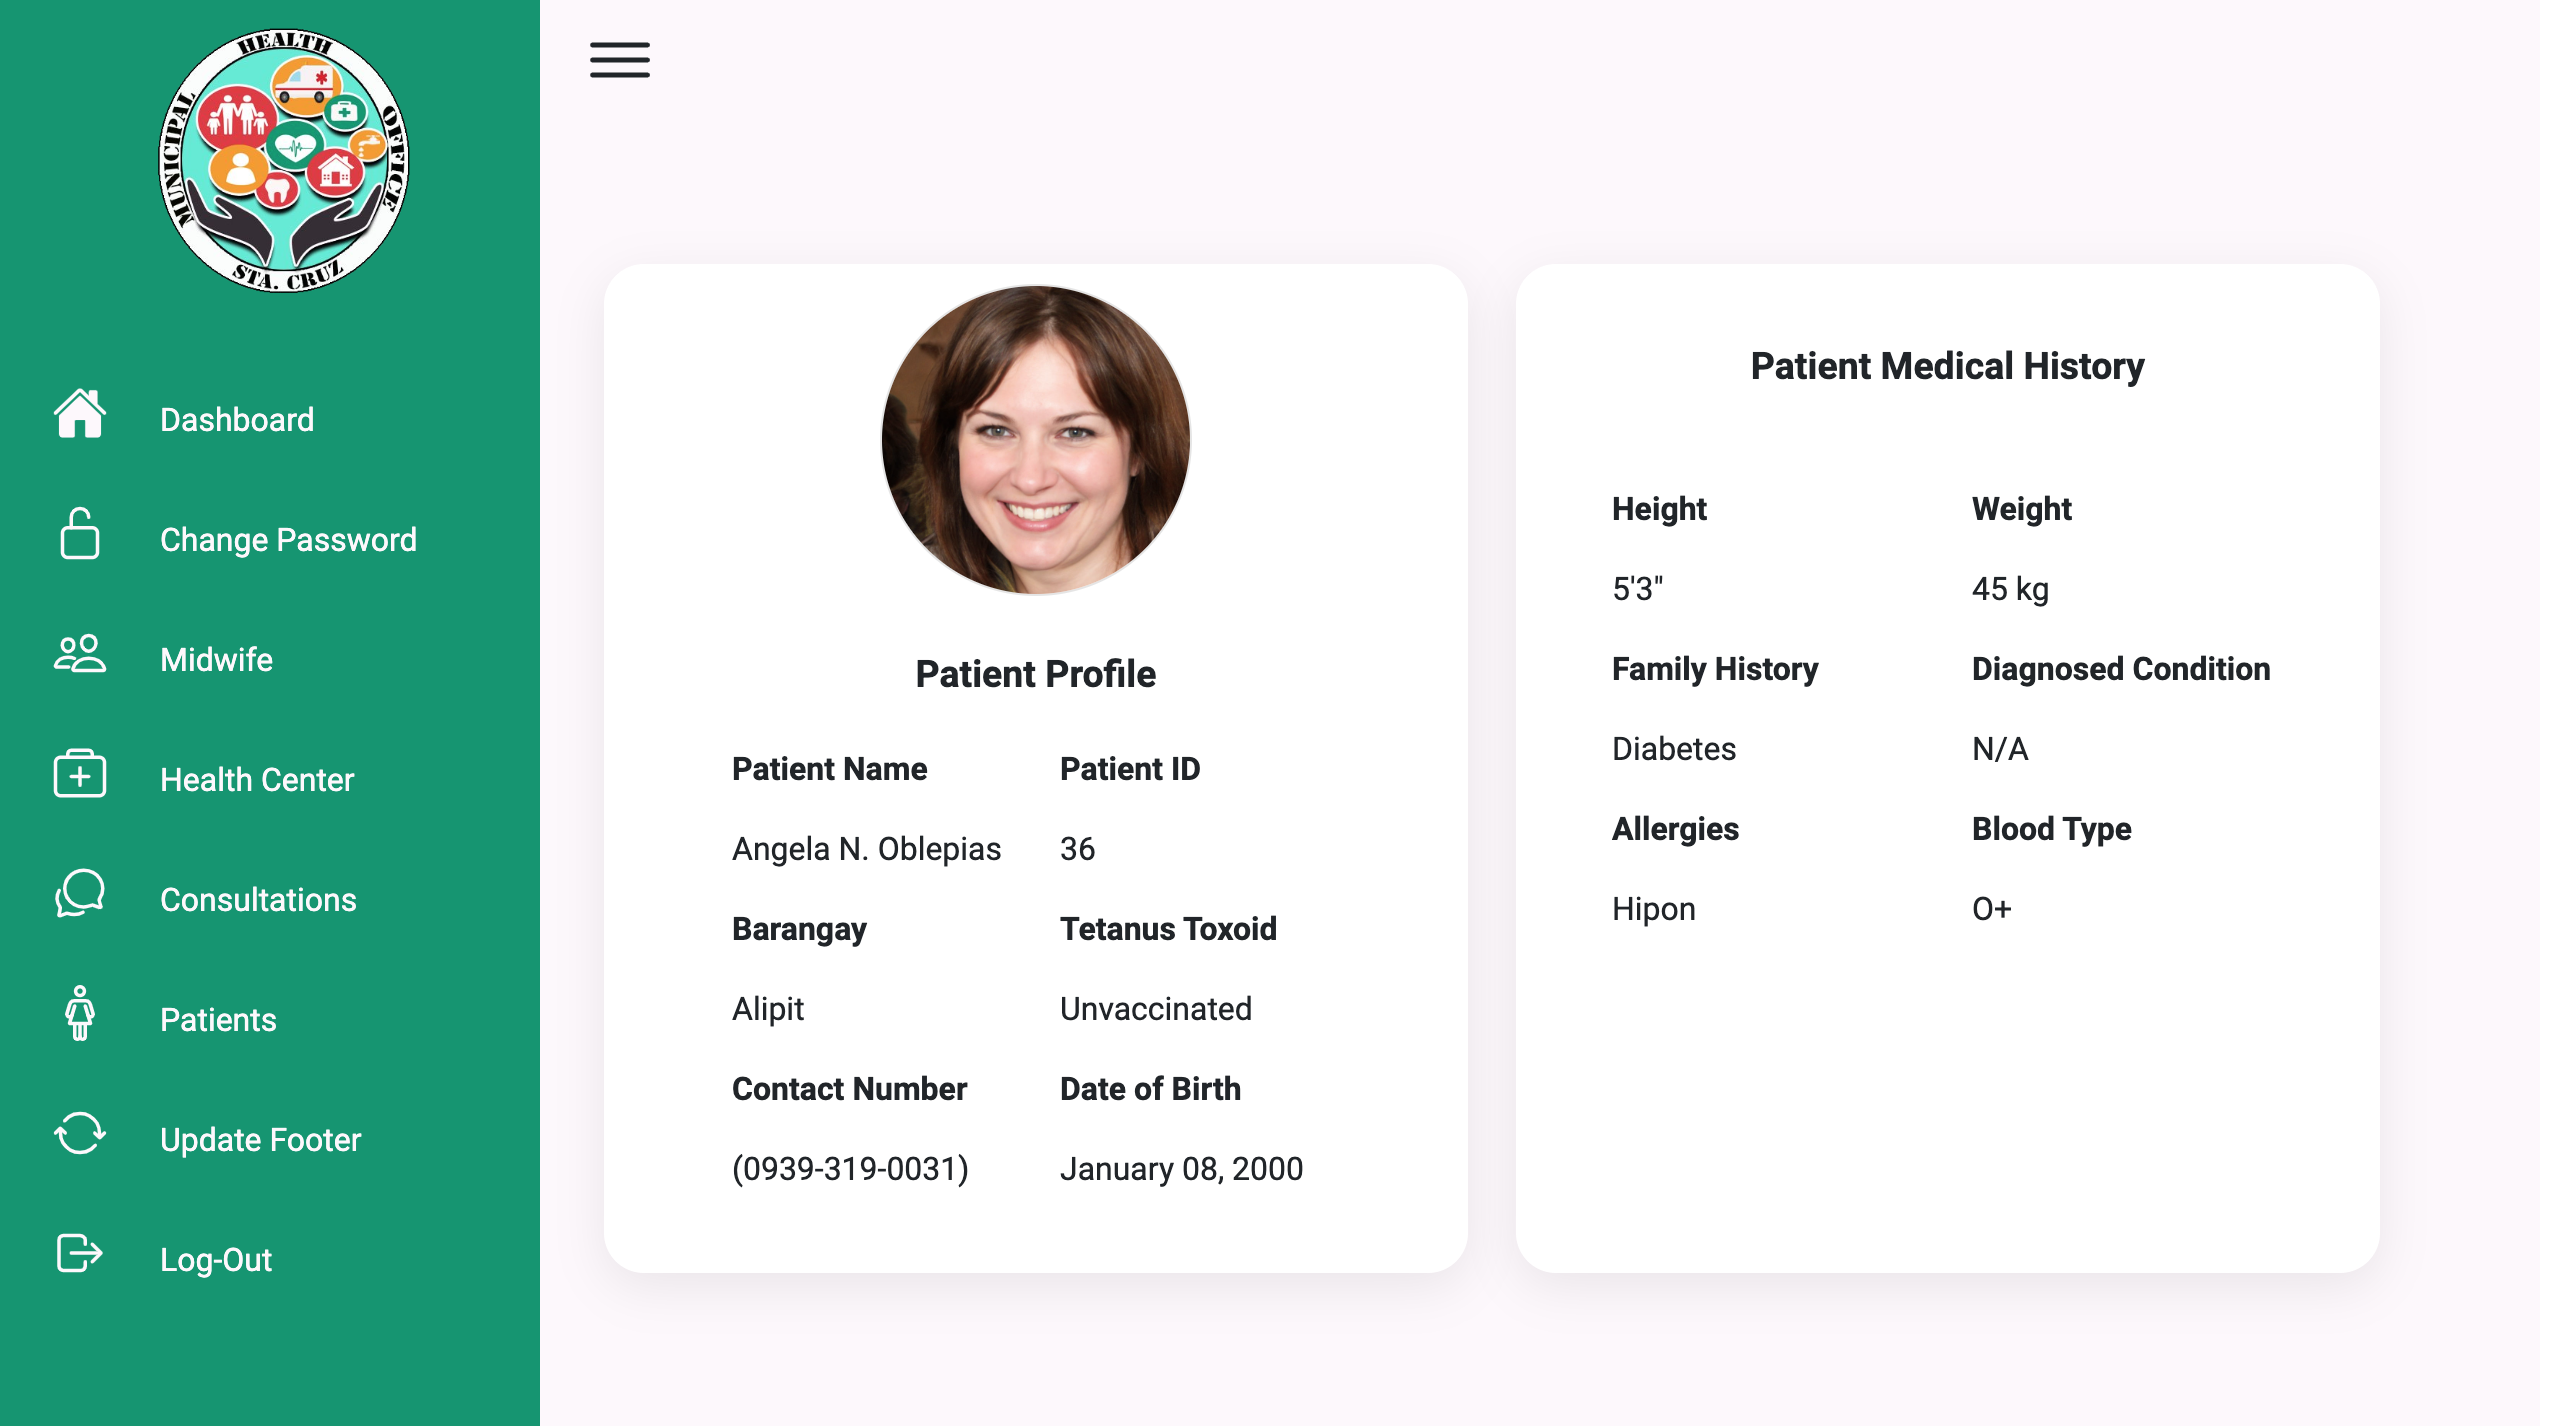 MUNICIPAL HEALTH OFFICE
STA. CRUZ
Dashboard
Change Password
Midwife
Health Center
Consultations
Patients
Update Footer
Log-Out
Patient Profile
Patient Name Patient ID
Angela N. Oblepias 36
Barangay Tetanus Toxoid
Alipit Unvaccinated
Contact Number Date of Birth
(0939-319-0031) January 08, 2000
Patient Medical History
Height Weight
5'3" 45 kg
Family History Diagnosed Condition
Diabetes N/A
Allergies Blood Type
Hipon O+